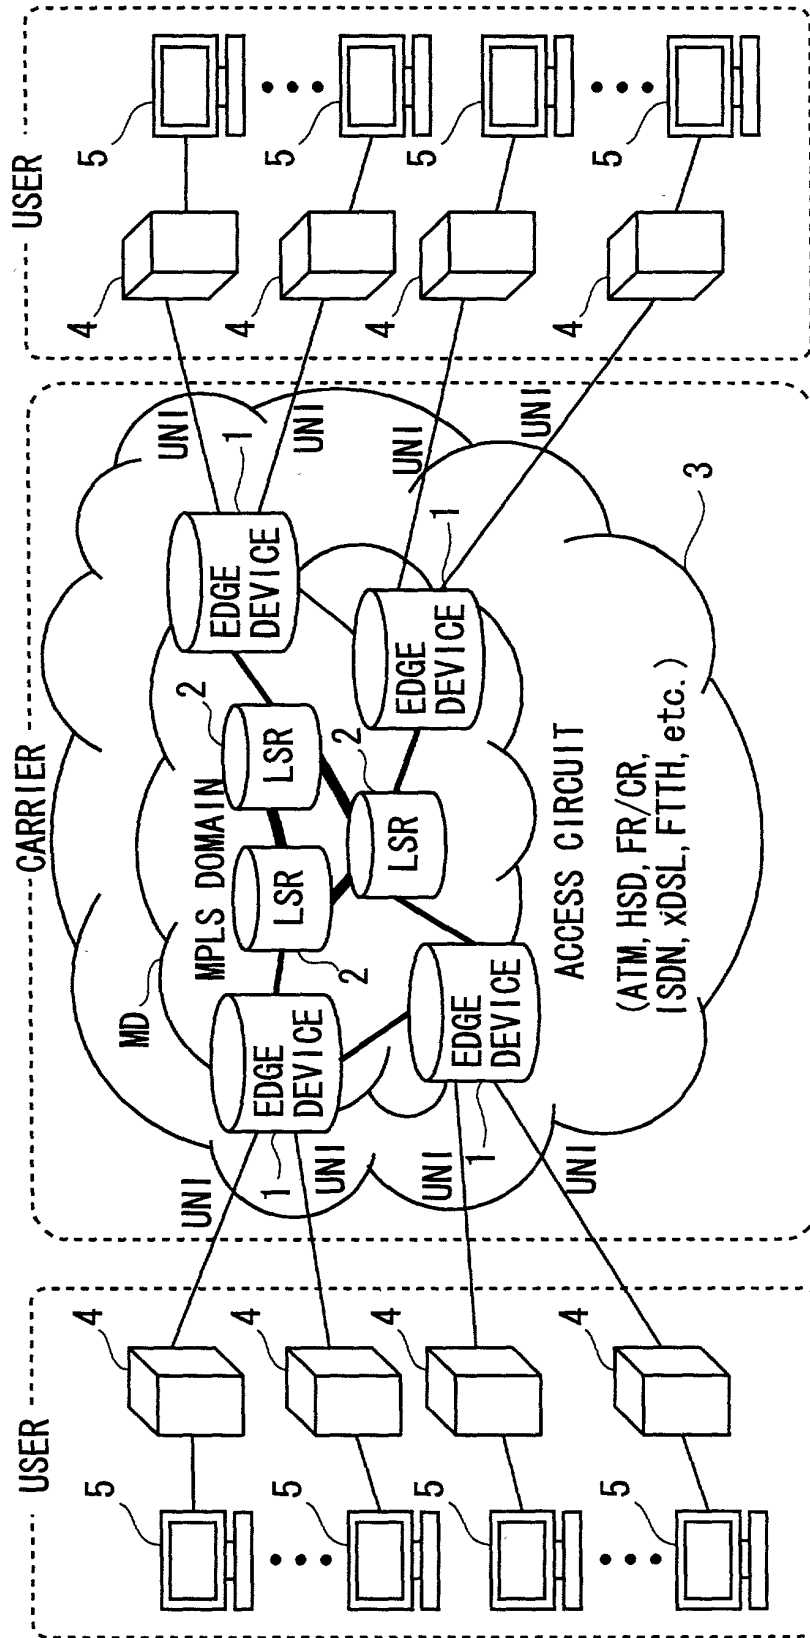 USER
CARRIER
USER
5
4
5
4
5
4
5
4
MD
MPLS DOMAIN
UNI
UNI
UNI
UNI
1
EDGE
DEVICE
1
EDGE
DEVICE
2
LSR
2
LSR
2
LSR
1
EDGE
DEVICE
1
EDGE
DEVICE
UNI
UNI
UNI
UNI
ACCESS CIRCUIT
(ATM, HSD, FR/CR,
ISDN, xDSL, FTTH, etc.)
3
4
5
4
5
4
5
4
5